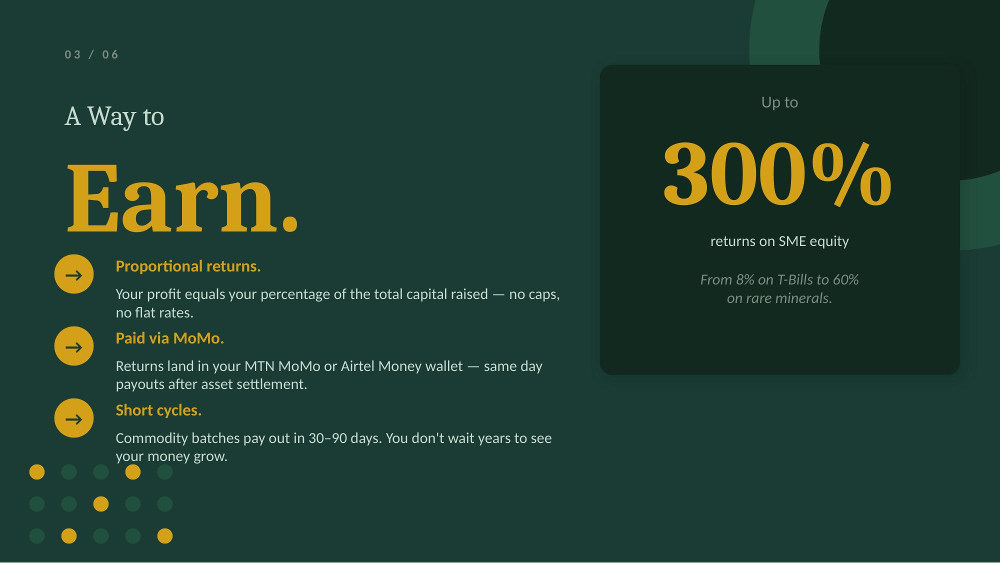 03 / 06
A Way to
Earn.
→
Proportional returns.
Your profit equals your percentage of the total capital raised — no caps,
no flat rates.
→
Paid via MoMo.
Returns land in your MTN MoMo or Airtel Money wallet — same day
payouts after asset settlement.
→
Short cycles.
Commodity batches pay out in 30–90 days. You don't wait years to see
your money grow.
Up to
300%
returns on SME equity
From 8% on T-Bills to 60%
on rare minerals.